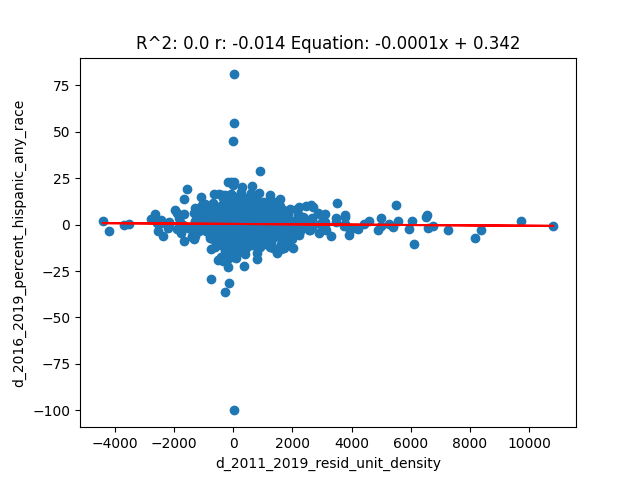 R^2: 0.0 r: -0.014 Equation: -0.0001x + 0.342
75
50
25
0
−25
−50
−75
−100
d_2016_2019_percent_hispanic_any_race
−4000 −2000 0 2000 4000 6000 8000 10000
d_2011_2019_resid_unit_density